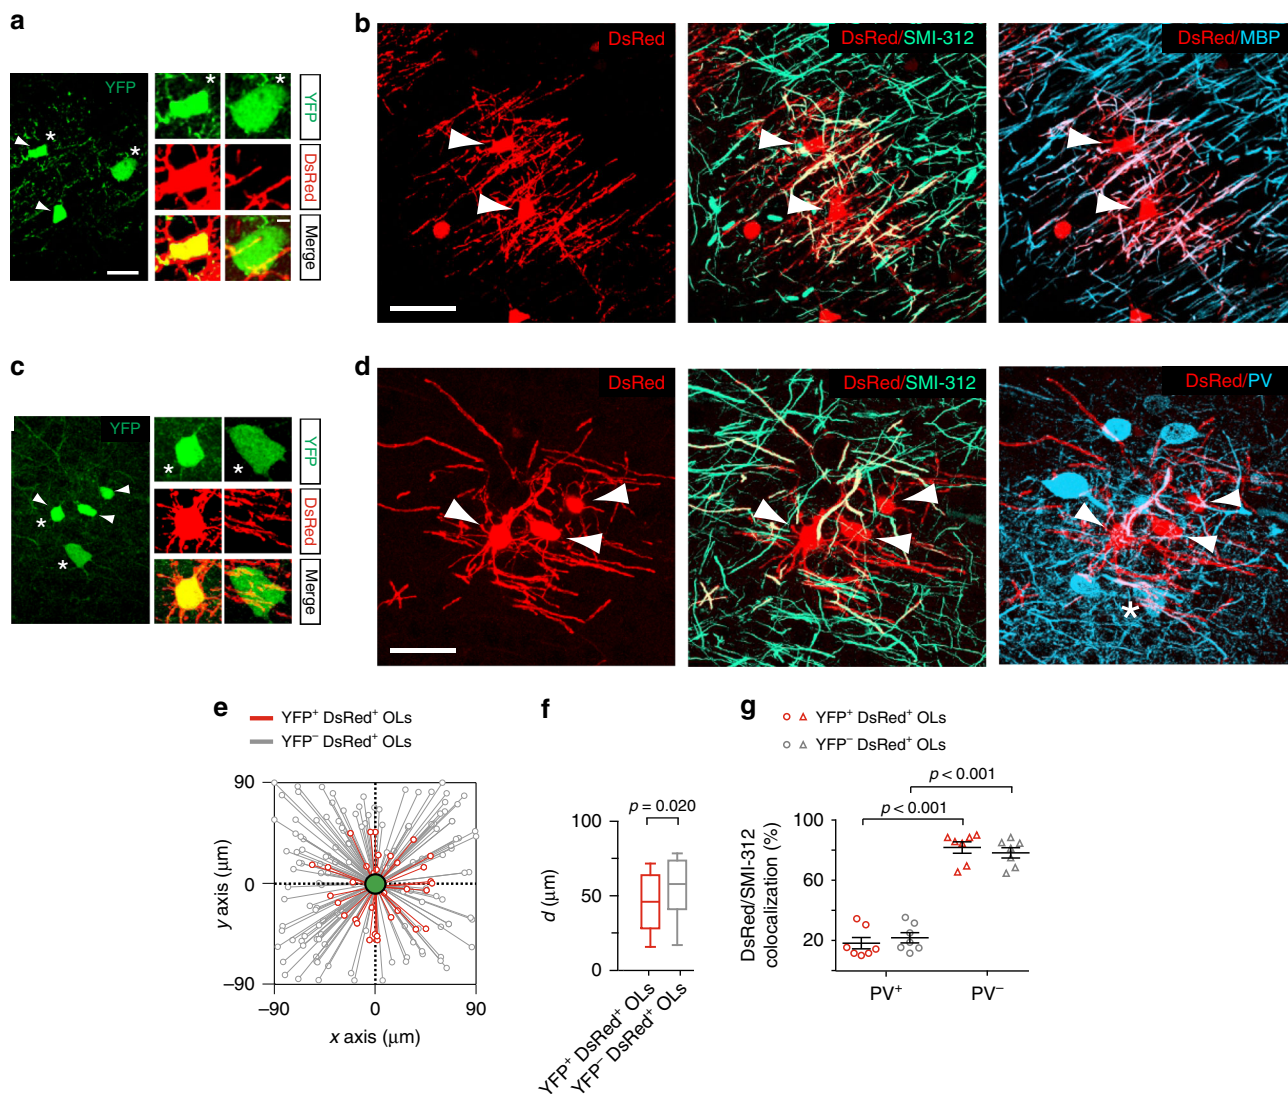 a
YFP
*
*
*
*
YFP
DsRed
Merge
b
DsRed
DsRed/SMI-312
DsRed/MBP
c
YFP
*
*
*
*
YFP
DsRed
Merge
d
DsRed
DsRed/SMI-312
DsRed/PV
*
e
YFP⁺ DsRed⁺ OLs
YFP⁻ DsRed⁺ OLs
90
0
−90
y axis (μm)
−90 0 90
x axis (μm)
f
p = 0.020
100
50
0
d (μm)
YFP⁺ DsRed⁺ OLs
YFP⁻ DsRed⁺ OLs
g
YFP⁺ DsRed⁺ OLs
YFP⁻ DsRed⁺ OLs
p < 0.001
p < 0.001
100
60
20
DsRed/SMI-312
colocalization (%)
PV⁺ PV⁻